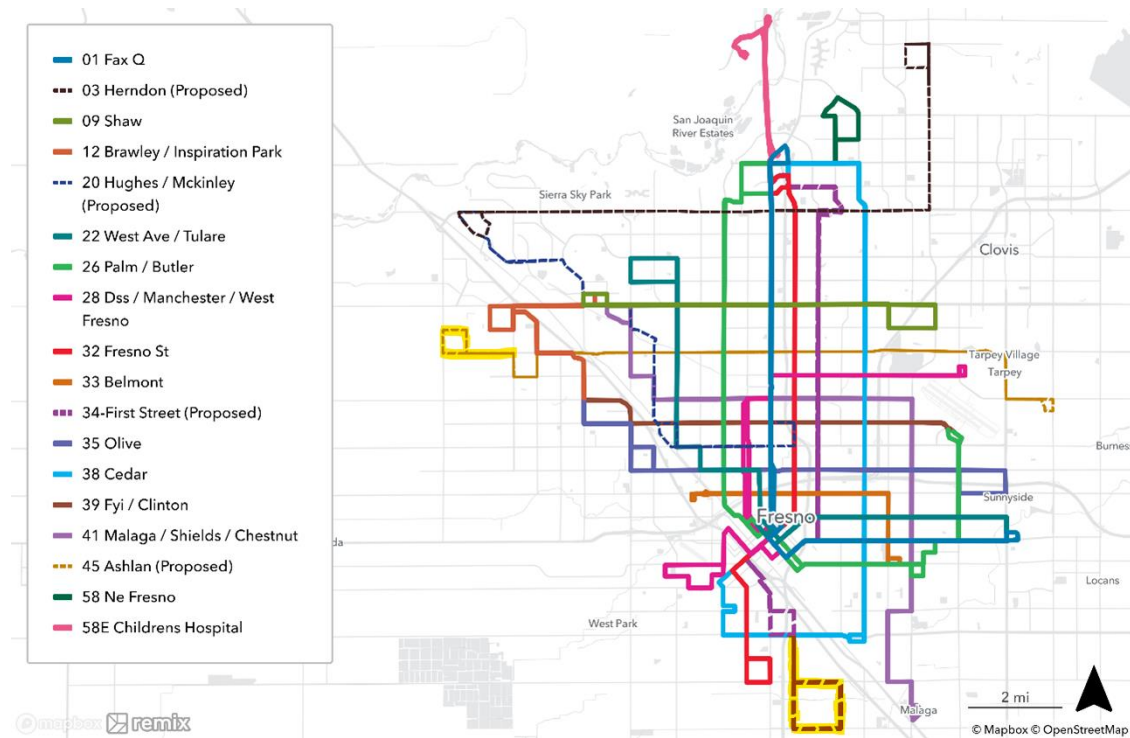 01 Fax Q
03 Herndon (Proposed)
09 Shaw
12 Brawley / Inspiration Park
20 Hughes / Mckinley
(Proposed)
22 West Ave / Tulare
26 Palm / Butler
28 Dss / Manchester / West
Fresno
32 Fresno St
33 Belmont
34-First Street (Proposed)
35 Olive
38 Cedar
39 Fyi / Clinton
41 Malaga / Shields / Chestnut
45 Ashlan (Proposed)
58 Ne Fresno
58E Childrens Hospital
San Joaquin
River Estates
Sierra Sky Park
Clovis
Tarpey Village
Tarpey
Burness
Sunnyside
Fresno
da
Locans
West Park
Malaga
2 mi
mapbox remix
© Mapbox © OpenStreetMap